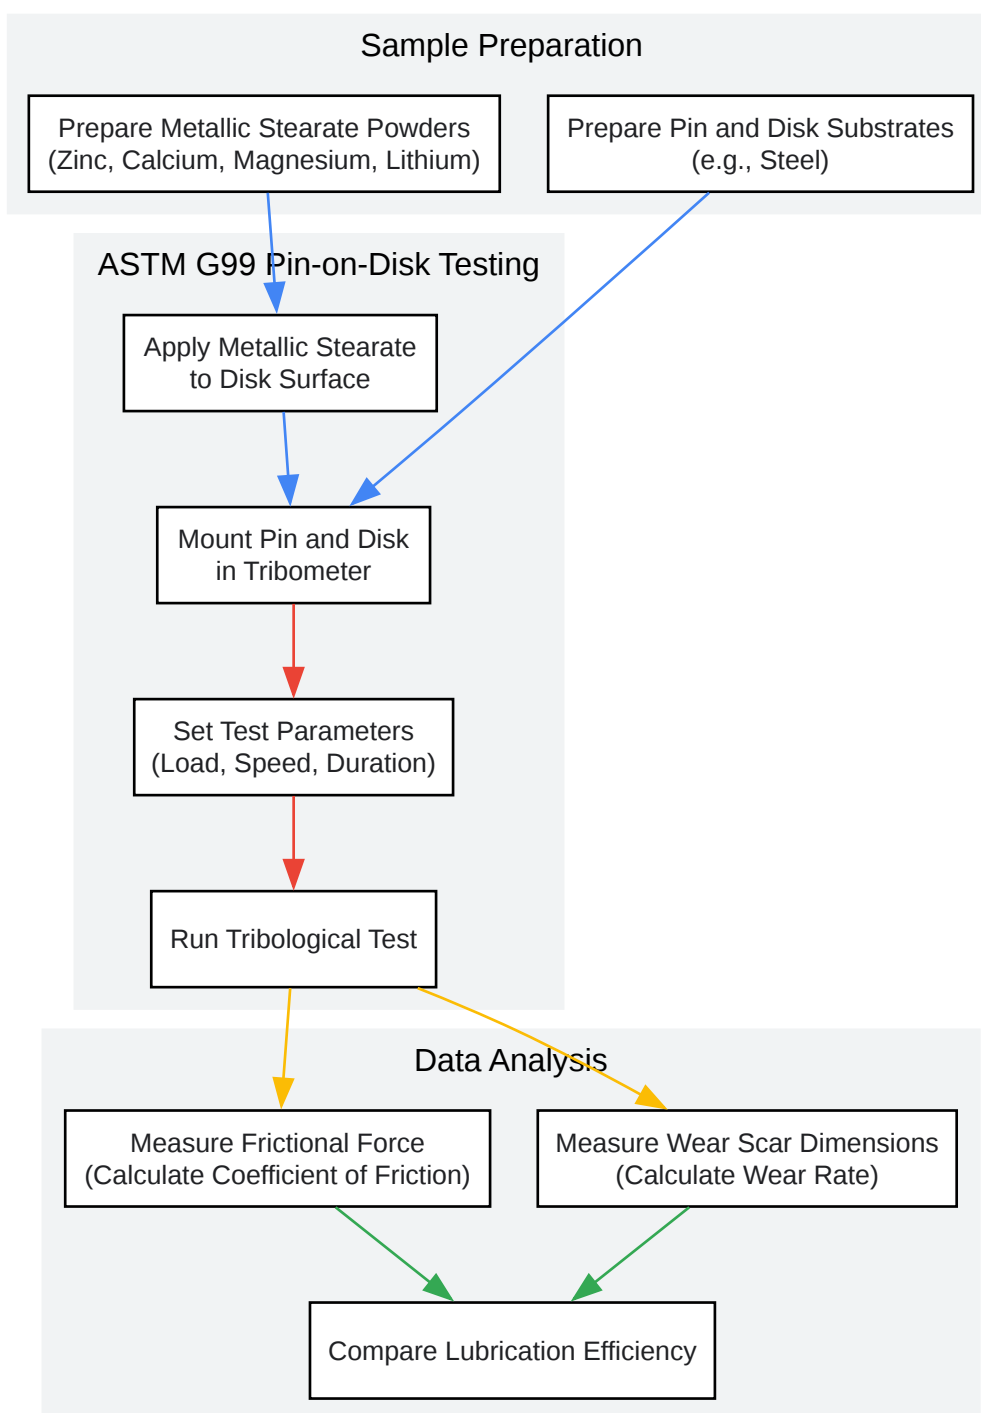 Sample Preparation
Prepare Metallic Stearate Powders
(Zinc, Calcium, Magnesium, Lithium)
Prepare Pin and Disk Substrates
(e.g., Steel)
ASTM G99 Pin-on-Disk Testing
Apply Metallic Stearate
to Disk Surface
Mount Pin and Disk
in Tribometer
Set Test Parameters
(Load, Speed, Duration)
Run Tribological Test
Data Analysis
Measure Frictional Force
(Calculate Coefficient of Friction)
Measure Wear Scar Dimensions
(Calculate Wear Rate)
Compare Lubrication Efficiency